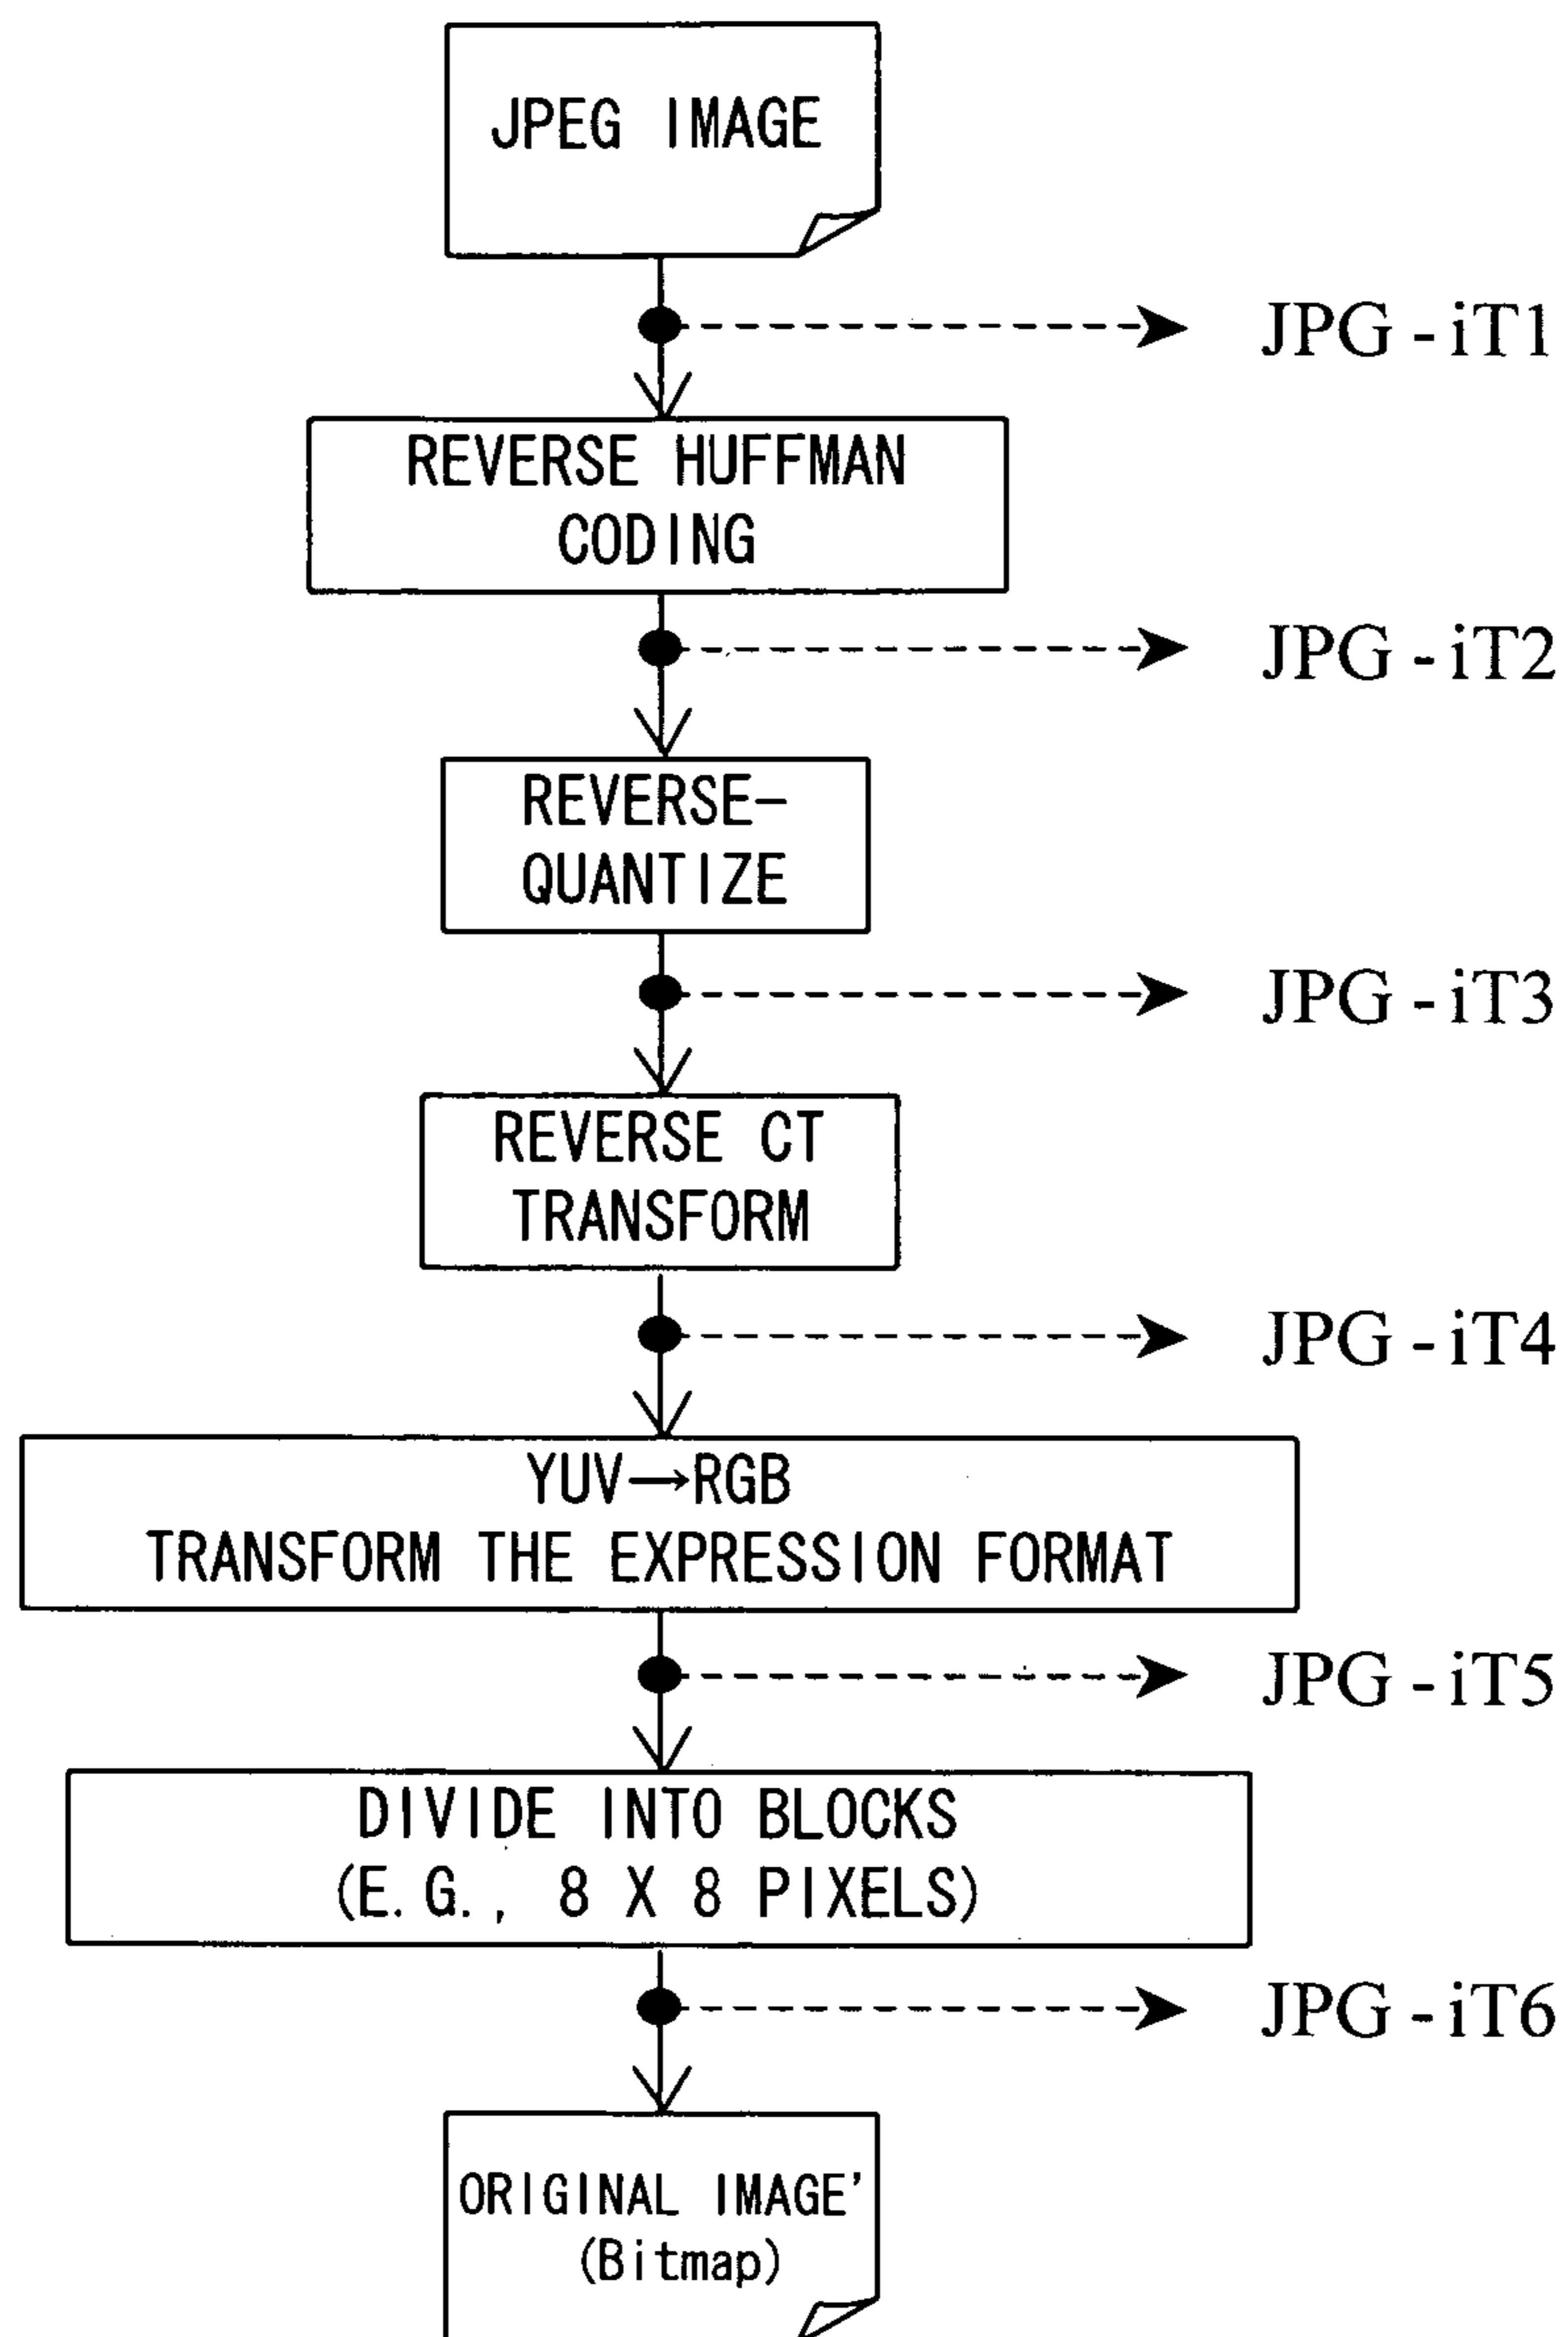 JPEG IMAGE
JPG - iT1
REVERSE HUFFMAN
CODING
JPG - iT2
REVERSE-
QUANTIZE
JPG - iT3
REVERSE CT
TRANSFORM
JPG - iT4
YUV→RGB
TRANSFORM THE EXPRESSION FORMAT
JPG - iT5
DIVIDE INTO BLOCKS
(E.G., 8 X 8 PIXELS)
JPG - iT6
ORIGINAL IMAGE'
(Bitmap)